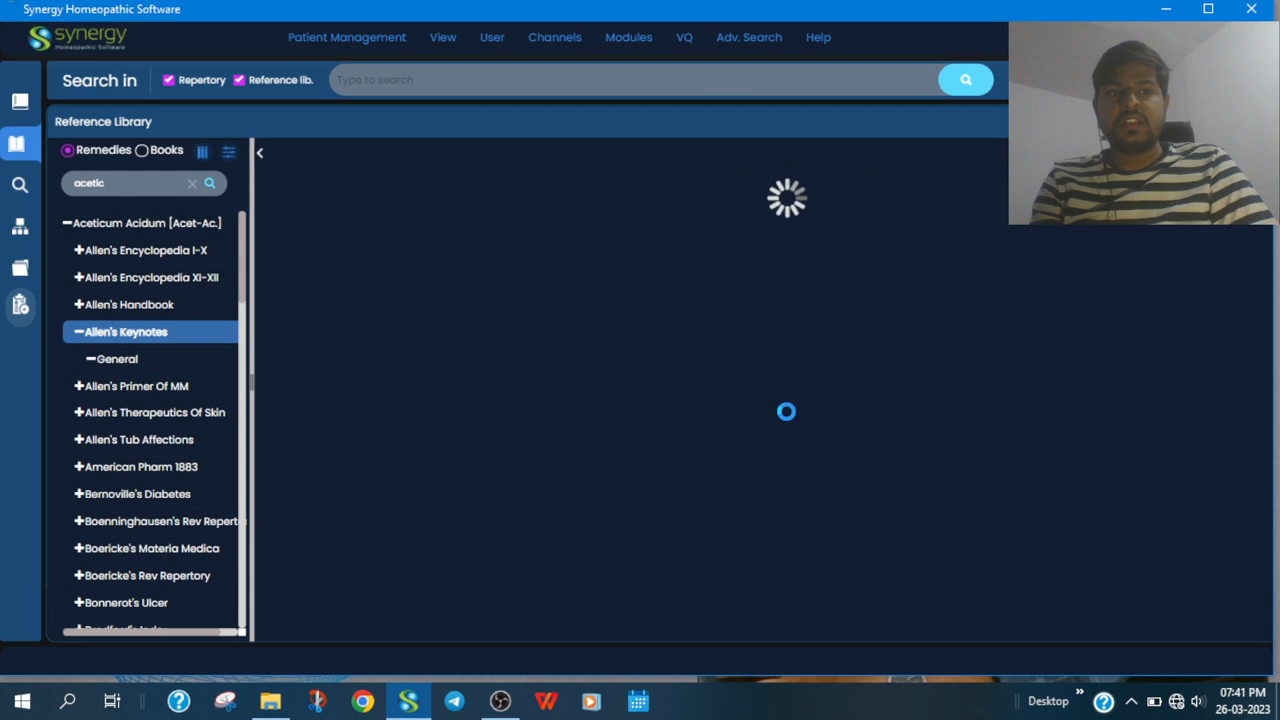 Synergy Homeopathic Software
synergy
Homeopathic Software
Patient Management View User Channels Modules VQ Adv. Search Help
Search in Repertory Reference lib. Type to search
Reference Library
Remedies Books
acetic
Aceticum Acidum [Acet-Ac.]
Allen's Encyclopedia I-X
Allen's Encyclopedia XI-XII
Allen's Handbook
Allen's Keynotes
General
Allen's Primer Of MM
Allen's Therapeutics Of Skin
Allen's Tub Affections
American Pharm 1883
Bernoville's Diabetes
Boenninghausen's Rev
Boericke's Materia Medica
Boericke's Rev Repertory
Bonnerot's Ulcer
Desktop
07:41 PM
26-03-2023